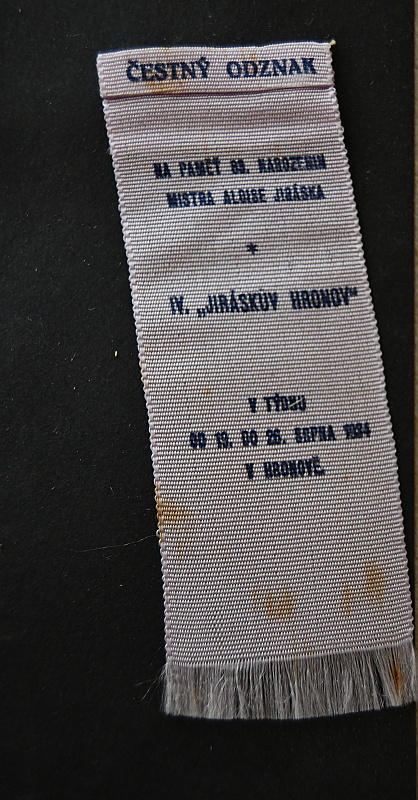 ČESTNÝ ODZNAK
NA PAMĚŤ 83. NAROZENIN
MISTRA ALOISE JIRÁSKA
*
IV. „JIRÁSKŮV HRONOV“
V TÝDNU
OD 19. DO 26. SRPNA 1934
V HRONOVĚ.